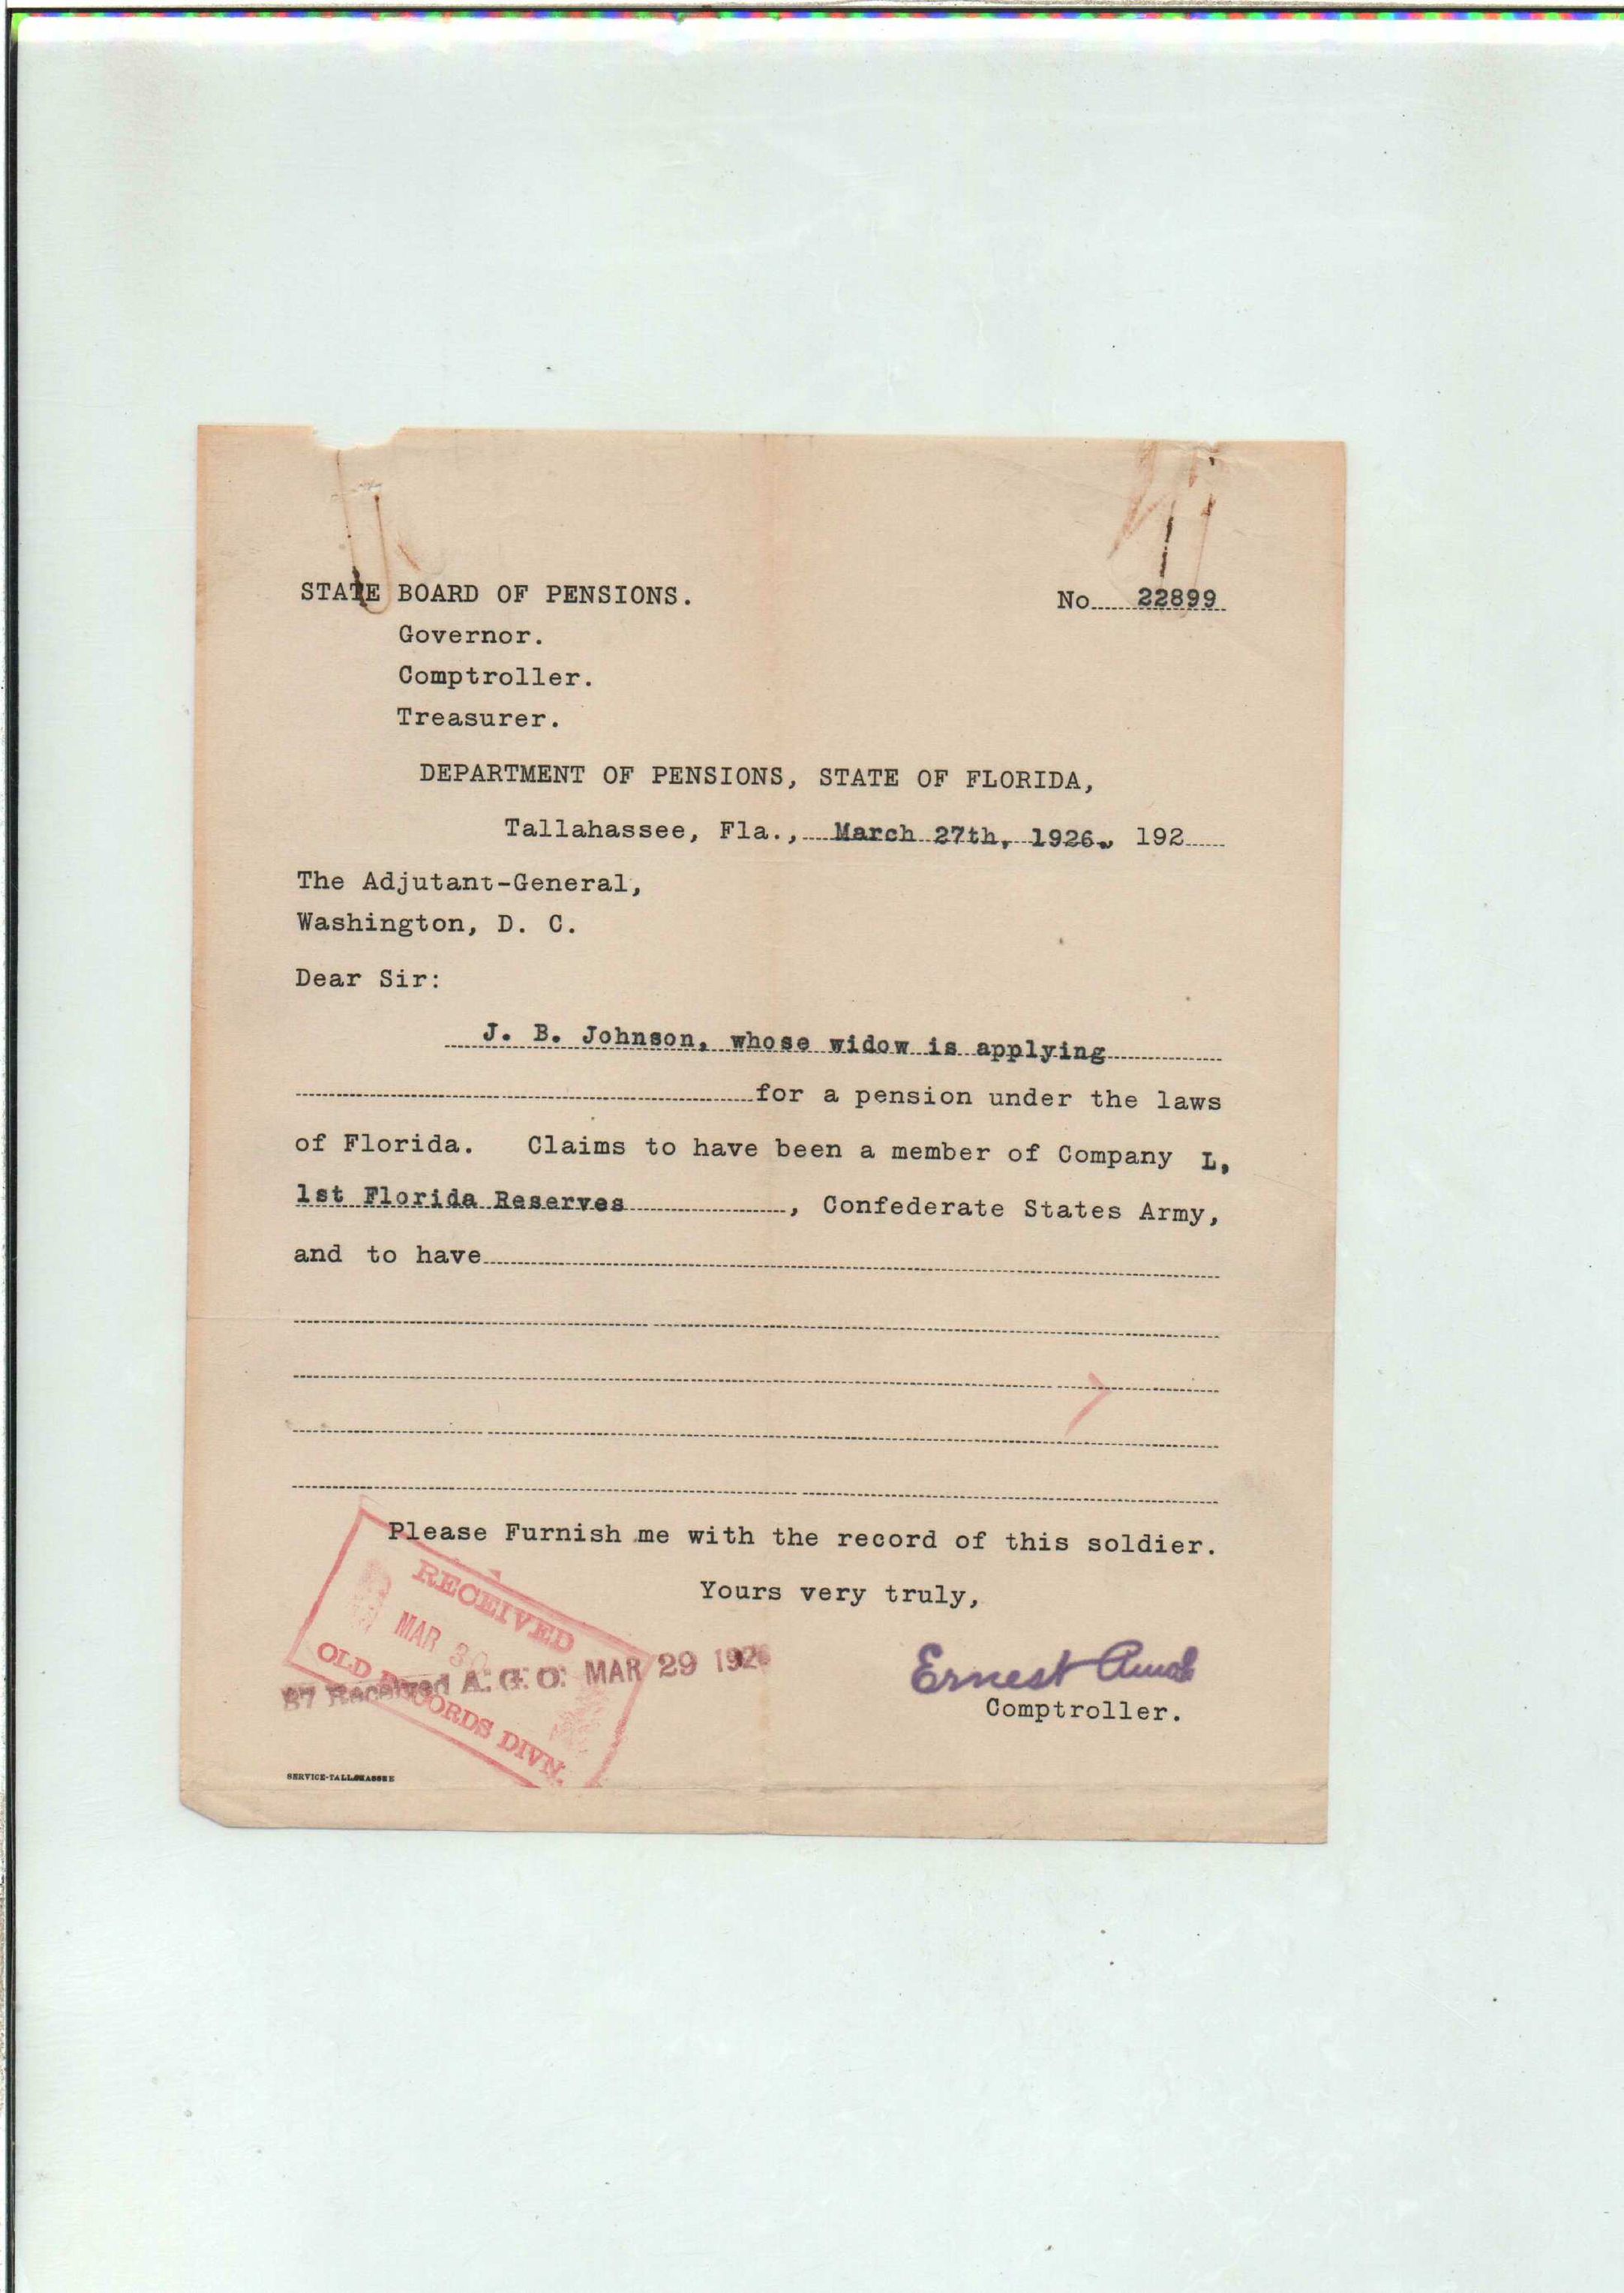 STATE BOARD OF PENSIONS.
No 22899
Governor.
Comptroller.
Treasurer.
DEPARTMENT OF PENSIONS, STATE OF FLORIDA,
Tallahassee, Fla., March 27th, 1926., 192
The Adjutant-General,
Washington, D. C.
Dear Sir:
J. B. Johnson, whose widow is applying
for a pension under the laws
of Florida. Claims to have been a member of Company L,
1st Florida Reserves, Confederate States Army,
and to have
Please Furnish me with the record of this soldier.
Yours very truly,
RECEIVED
MAR 30
OLD RECORDS DIVN.
87 Received A. G. O. MAR 29 1926
Ernest Amos
Comptroller.
SERVICE-TALLAHASSEE